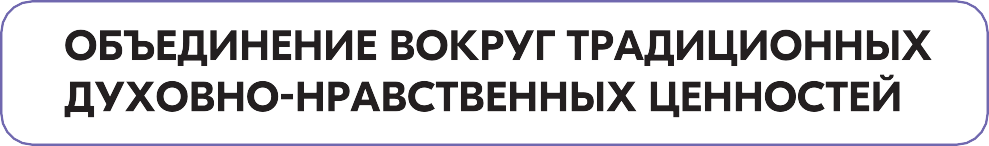 ОБЪЕДИНЕНИЕ ВОКРУГ ТРАДИЦИОННЫХ
ДУХОВНО-НРАВСТВЕННЫХ ЦЕННОСТЕЙ